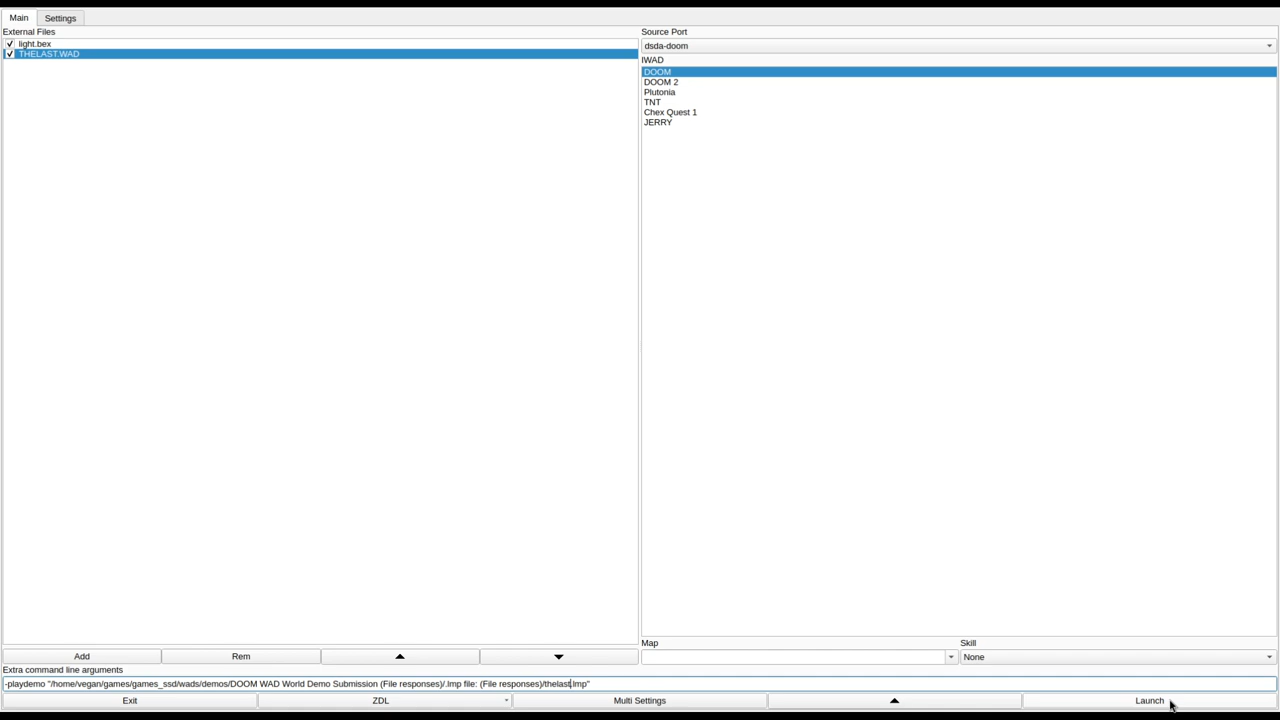 Main Settings
External Files
light.bex
THELAST.WAD
Source Port
dsda-doom
IWAD
DOOM
DOOM 2
Plutonia
TNT
Chex Quest 1
JERRY
Map Skill
None
Add Rem
Extra command line arguments
-playdemo "/home/vegan/games/games_ssd/wads/demos/DOOM WAD World Demo Submission (File responses)/.lmp file: (File responses)/thelast.lmp"
Exit ZDL Multi Settings Launch